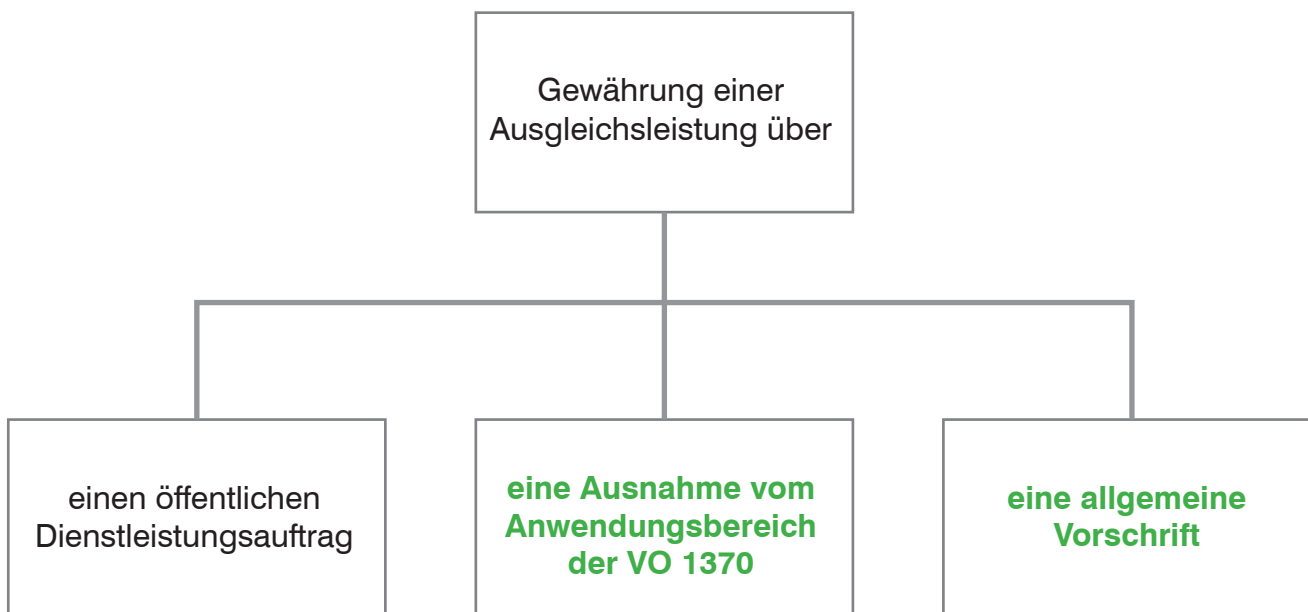 Gewährung einer
Ausgleichsleistung über
einen öffentlichen
Dienstleistungsauftrag
eine Ausnahme vom
Anwendungsbereich
der VO 1370
eine allgemeine
Vorschrift